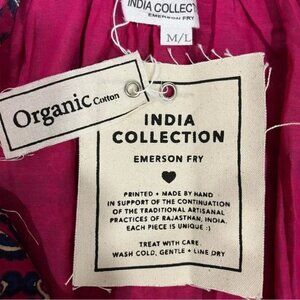 INDIA COLLECT
EMERSON FRY
M/L
Organic Cotton
INDIA
COLLECTION
EMERSON FRY
PRINTED + MADE BY HAND
IN SUPPORT OF THE CONTINUATION
OF THE TRADITIONAL ARTISANAL
PRACTICES OF RAJASTHAN, INDIA.
EACH PIECE IS UNIQUE :)
TREAT WITH CARE.
WASH COLD, GENTLE + LINE DRY